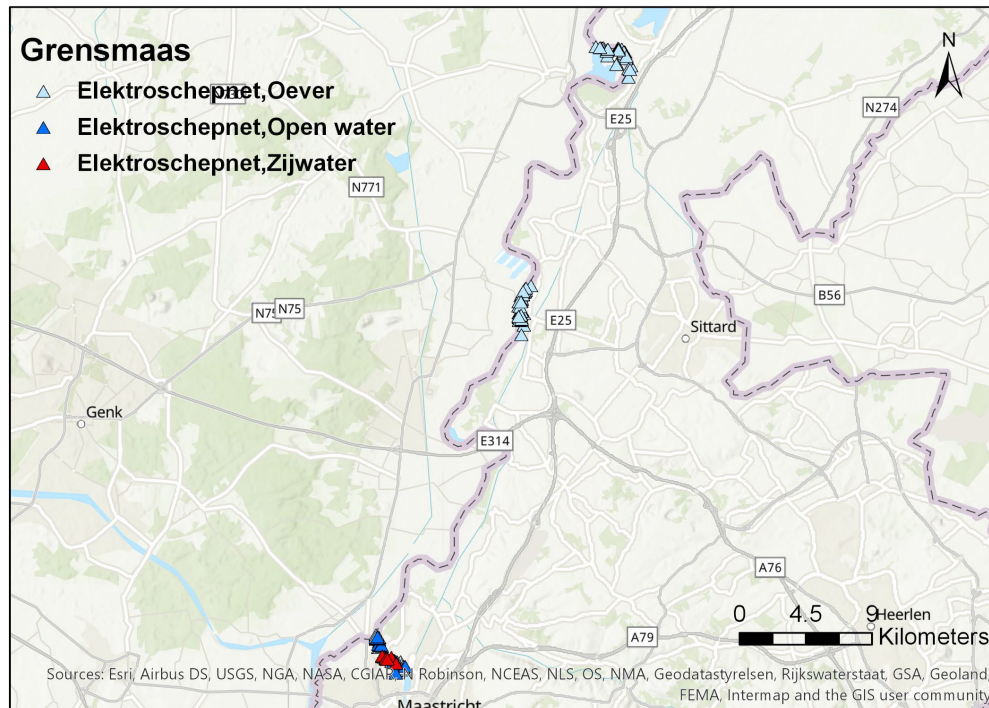 Grensmaas
Elektroschepnet,Oever
Elektroschepnet,Open water
Elektroschepnet,Zijwater
N
E25
N274
N771
B56
N75
N75
E25
Sittard
Genk
E314
A76
0 4.5 9
Kilometers
Heerlen
A79
Sources: Esri, Airbus DS, USGS, NGA, NASA, CGIAR, N Robinson, NCEAS, NLS, OS, NMA, Geodatastyrelsen, Rijkswaterstaat, GSA, Geoland,
FEMA, Intermap and the GIS user community
Maastricht